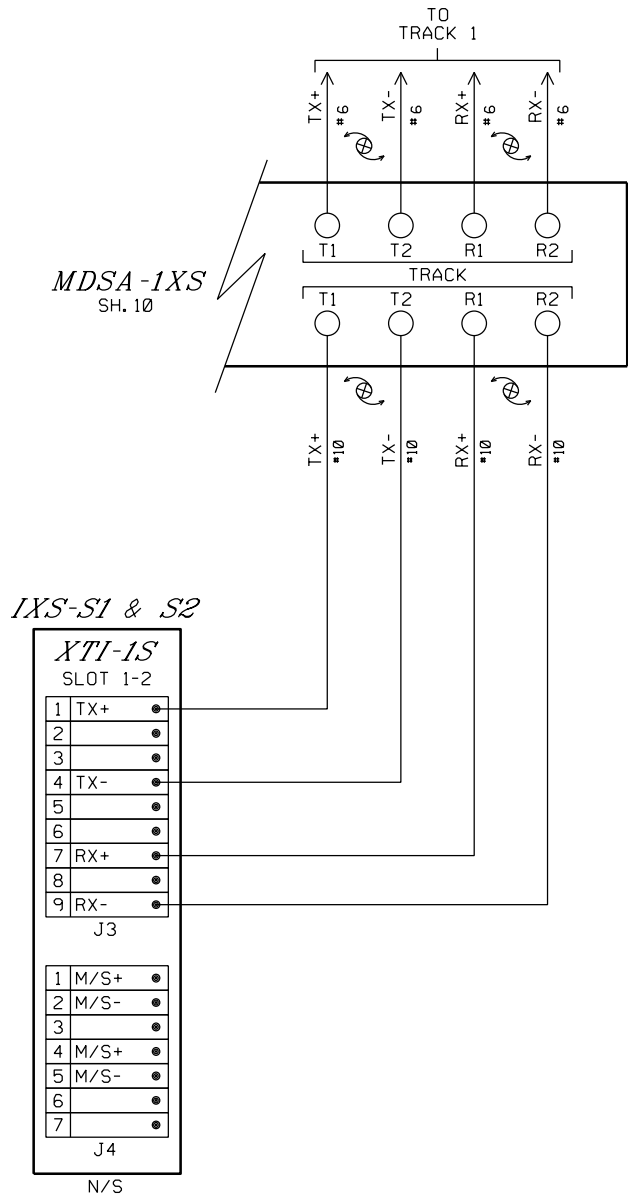 TO
TRACK 1
TX+ #6 TX- #6 RX+ #6 RX- #6
T1 T2 R1 R2
TRACK
MDSA-1XS
SH. 10
T1 T2 R1 R2
TX+ #10 TX- #10 RX+ #10 RX- #10
IXS-S1 & S2
XTI-1S
SLOT 1-2
1 TX+
2
3
4 TX-
5
6
7 RX+
8
9 RX-
J3
1 M/S+
2 M/S-
3
4 M/S+
5 M/S-
6
7
J4
N/S